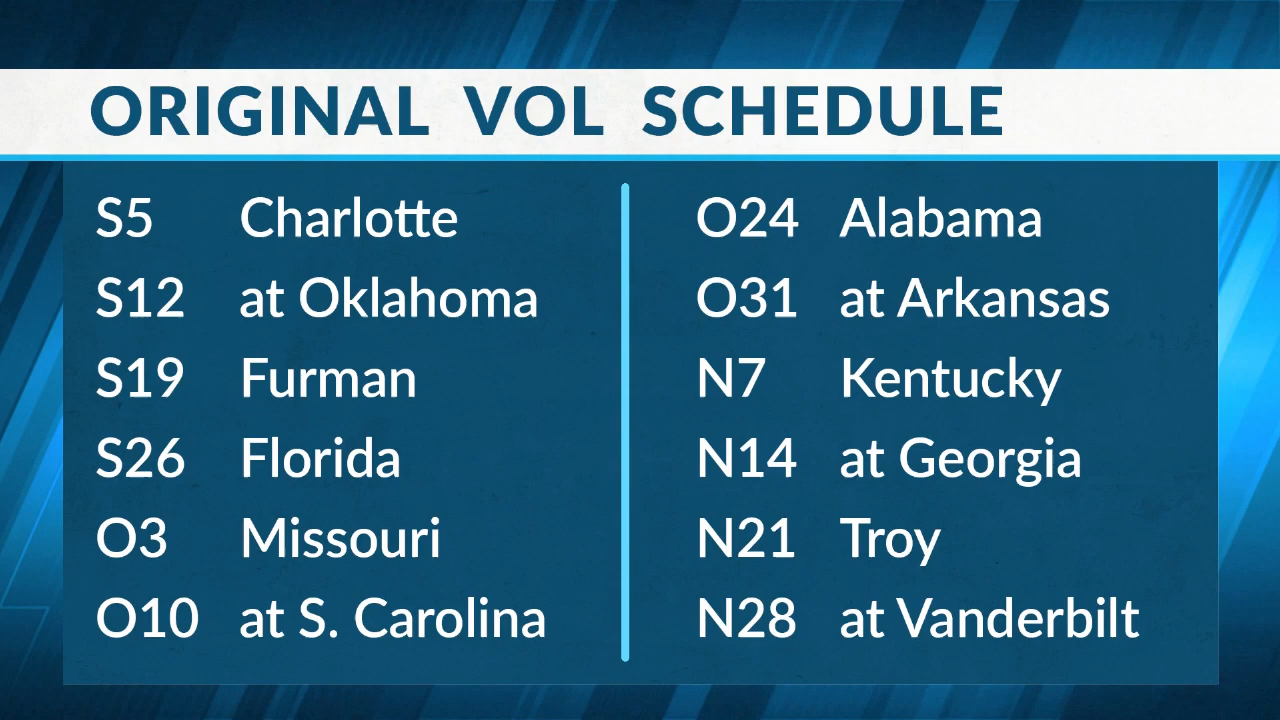 ORIGINAL VOL SCHEDULE
S5 Charlotte
S12 at Oklahoma
S19 Furman
S26 Florida
O3 Missouri
O10 at S. Carolina
O24 Alabama
O31 at Arkansas
N7 Kentucky
N14 at Georgia
N21 Troy
N28 at Vanderbilt